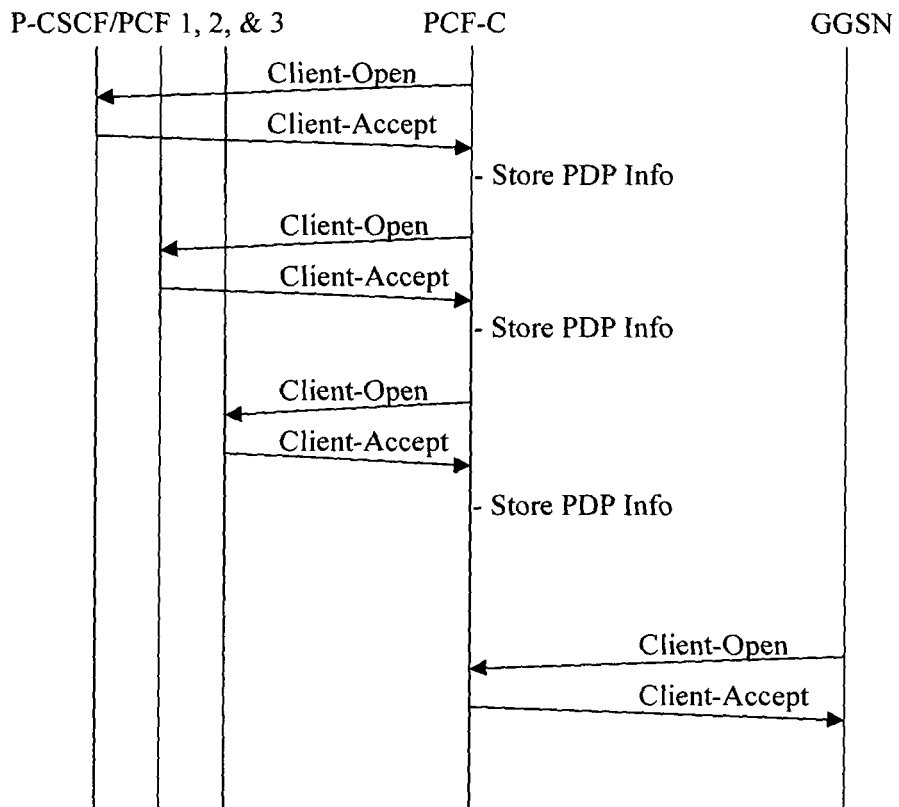 P-CSCF/PCF 1, 2, & 3 PCF-C GGSN
Client-Open
Client-Accept
- Store PDP Info
Client-Open
Client-Accept
- Store PDP Info
Client-Open
Client-Accept
- Store PDP Info
Client-Open
Client-Accept